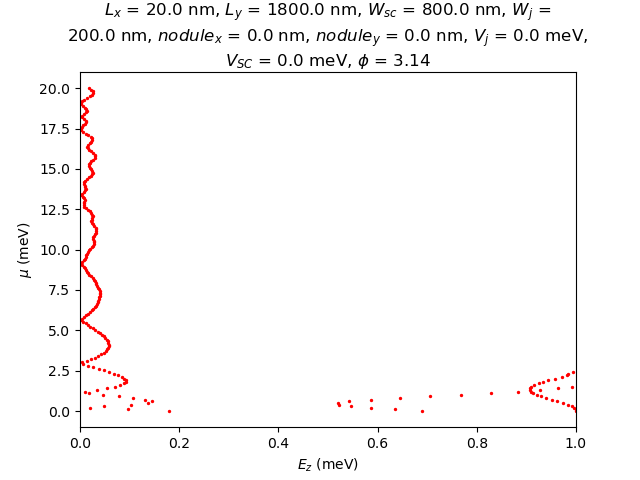 L_x = 20.0 nm, L_y = 1800.0 nm, W_sc = 800.0 nm, W_j =
200.0 nm, nodule_x = 0.0 nm, nodule_y = 0.0 nm, V_j = 0.0 meV,
V_SC = 0.0 meV, ϕ = 3.14
20.0
17.5
15.0
12.5
10.0
7.5
5.0
2.5
0.0
μ (meV)
0.0 0.2 0.4 0.6 0.8 1.0
E_z (meV)